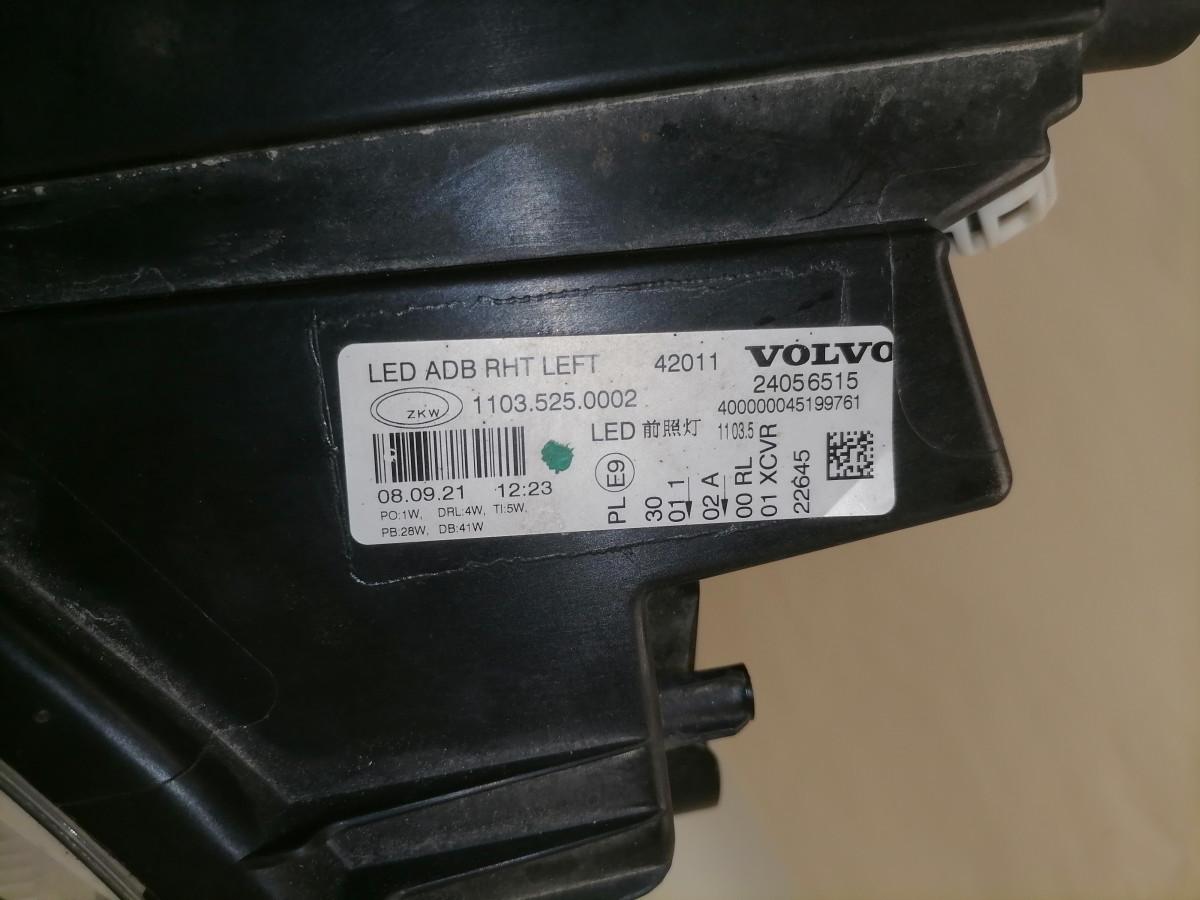 LED ADB RHT LEFT 42011 VOLVO
24056515
ZKW 1103.525.0002 400000045199761
LED 前照灯 1103.5
08.09.21 12:23
PO:1W, DRL:4W, TI:5W,
PB:28W, DB:41W
PL E9
30
01 1
02 A
00 RL
01 XCVR
22645